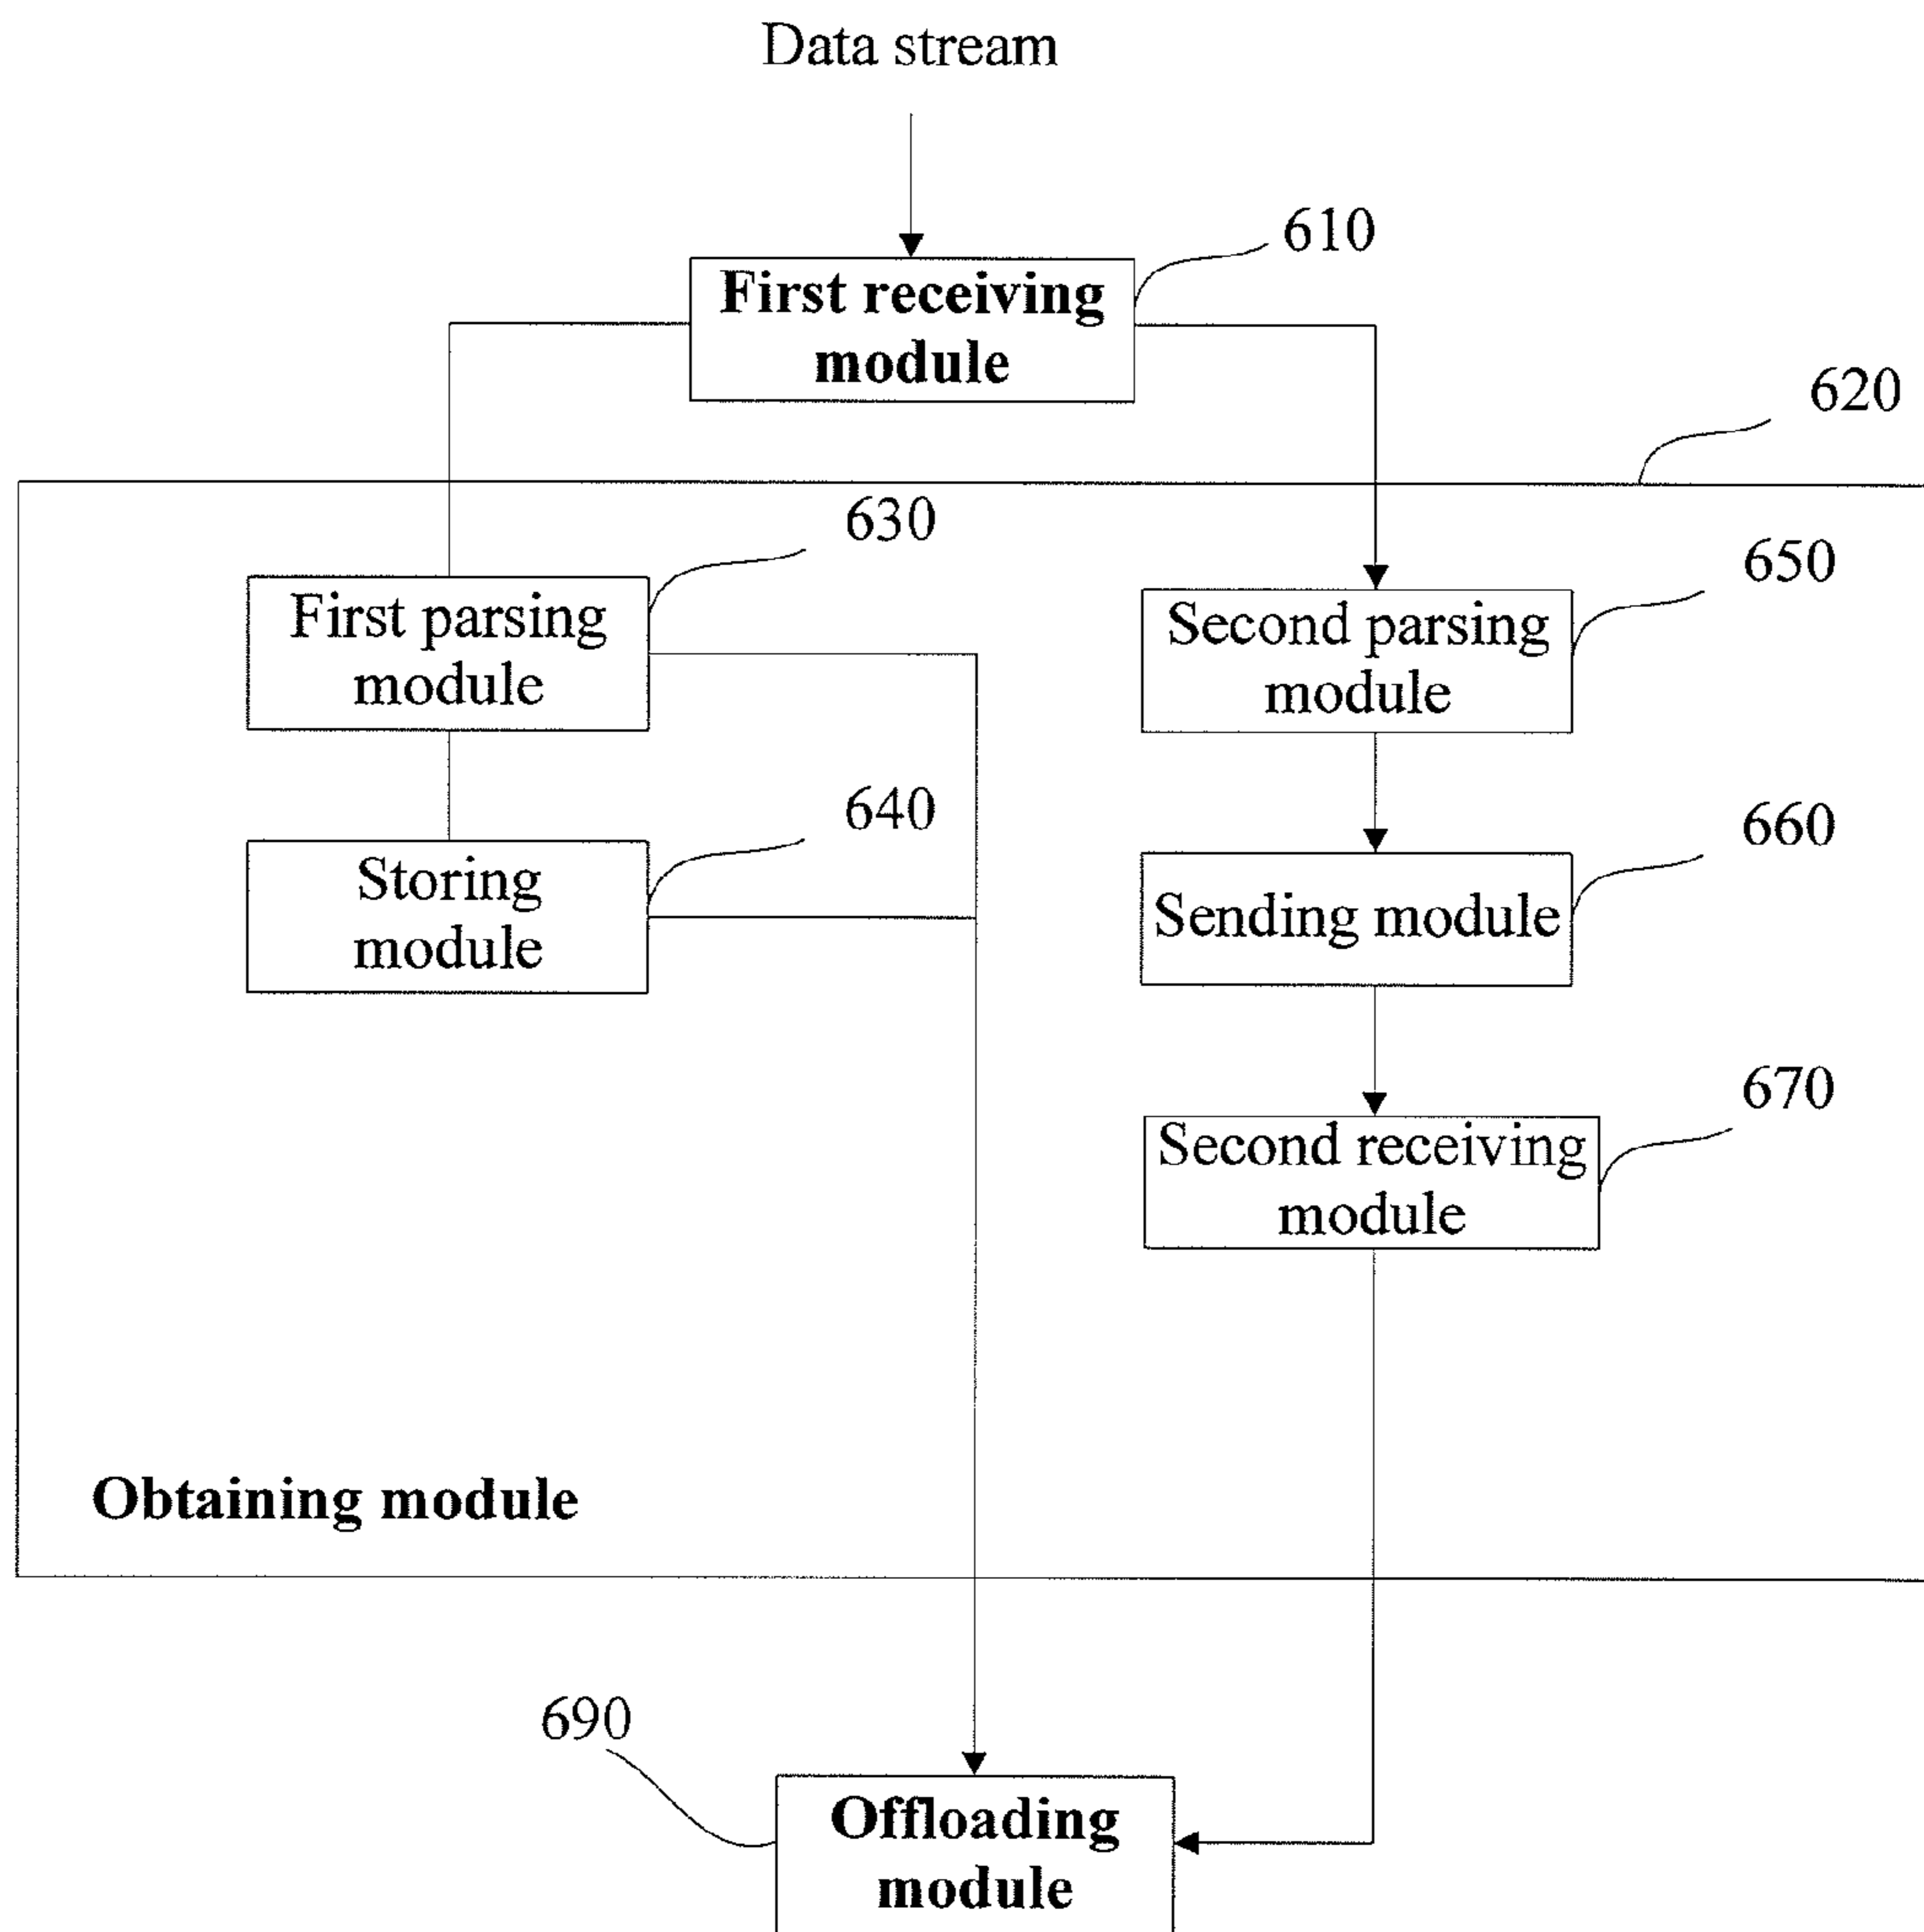 Data stream
610
First receiving
module
620
630
First parsing
module
650
Second parsing
module
640
Storing
module
660
Sending module
670
Second receiving
module
Obtaining module
690
Offloading
module